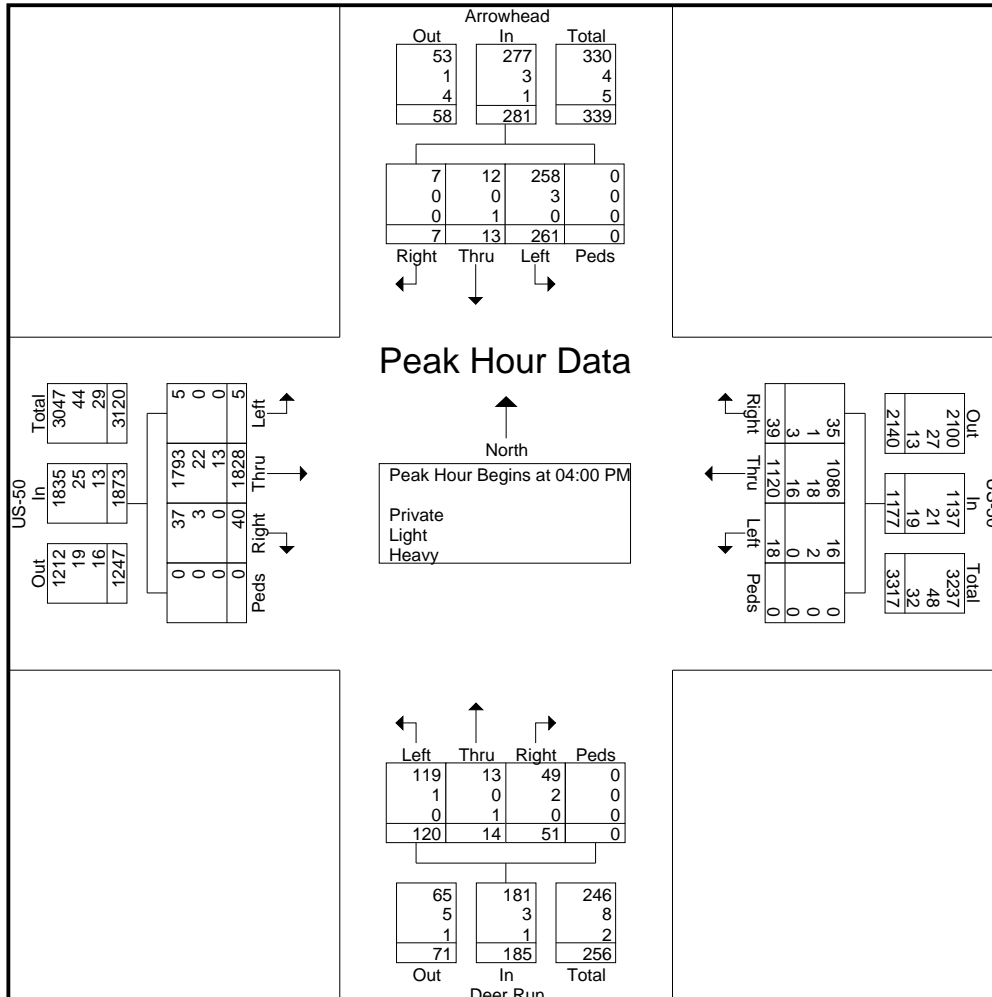 Arrowhead
Out In Total
53 277 330
1 3 4
4 1 5
58 281 339
7 12 258 0
0 0 3 0
0 1 0 0
7 13 261 0
Right Thru Left Peds
Peak Hour Data
North
Peak Hour Begins at 04:00 PM
Private
Light
Heavy
US-50
Total In Out
3047 1835 1212
44 25 19
29 13 16
3120 1873 1247
5 1793 37 0
0 22 3 0
0 13 0 0
5 1828 40 0
Left Thru Right Peds
Out In Total
2100 1137 3237
27 21 48
13 19 32
2140 1177 3317
35 1086 16 0
1 18 2 0
3 16 0 0
39 1120 18 0
Right Thru Left Peds
Left Thru Right Peds
119 13 49 0
1 0 2 0
0 1 0 0
120 14 51 0
65 181 246
5 3 8
1 1 2
71 185 256
Out In Total
Deer Run